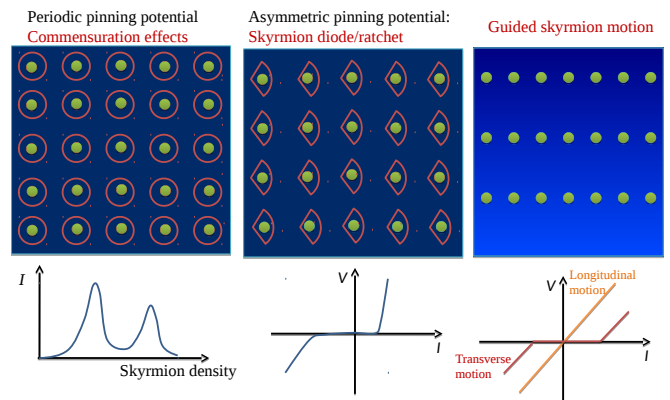 Periodic pinning potential
Commensuration effects
Asymmetric pinning potential:
Skyrmion diode/ratchet
Guided skyrmion motion
I
Skyrmion density
V
I
V
Longitudinal
motion
I
Transverse
motion